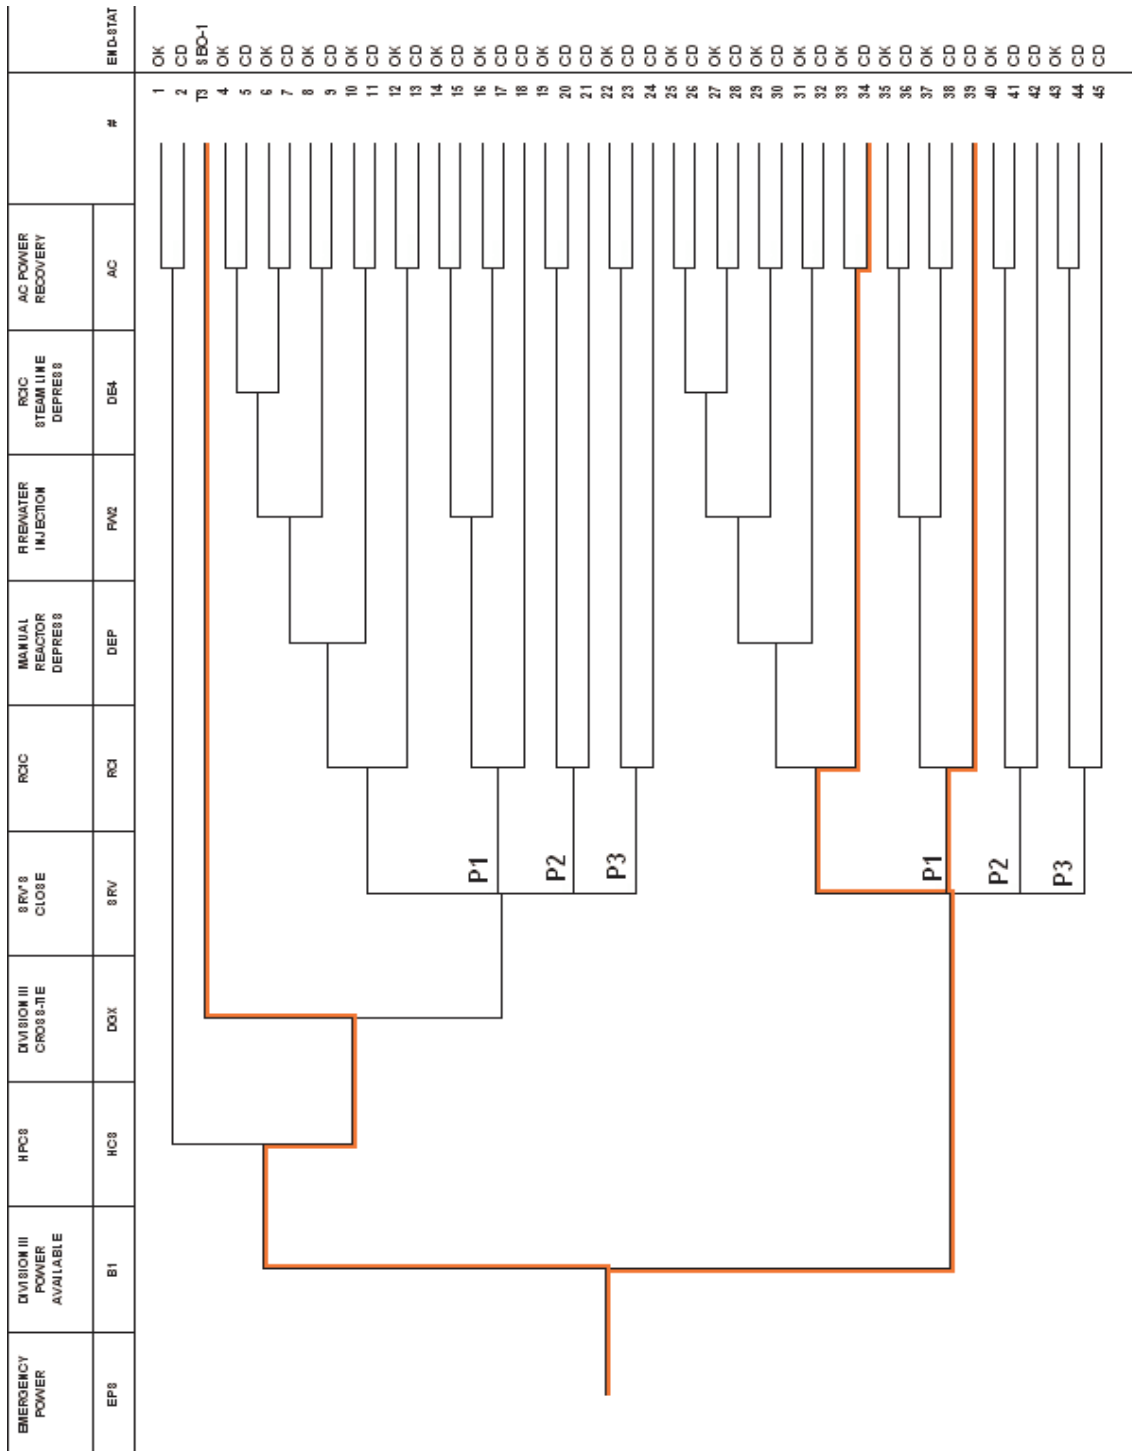 EMERGENCY
POWER
DIVISION III
POWER
AVAILABLE
HPCS
DIVISION III
CROSS-TIE
SRV'S
CLOSE
RCIC
MANUAL
REACTOR
DEPRESS
FIREWATER
INJECTION
RCIC
STEAM LINE
DEPRESS
AC POWER
RECOVERY
EPS
B1
HCS
DGX
SRV
RCI
DEP
FW2
DE4
AC
#
END-STAT
1 OK
2 CD
T3 SBO-1
4 OK
5 CD
6 OK
7 CD
8 OK
9 CD
10 OK
11 CD
12 OK
13 CD
14 OK
15 CD
P1
16 OK
17 CD
18 CD
P2
19 OK
20 CD
21 CD
P3
22 OK
23 CD
24 CD
25 OK
26 CD
27 OK
28 CD
29 OK
30 CD
31 OK
32 CD
33 OK
34 CD
35 OK
36 CD
P1
37 OK
38 CD
39 CD
P2
40 OK
41 CD
42 CD
P3
43 OK
44 CD
45 CD